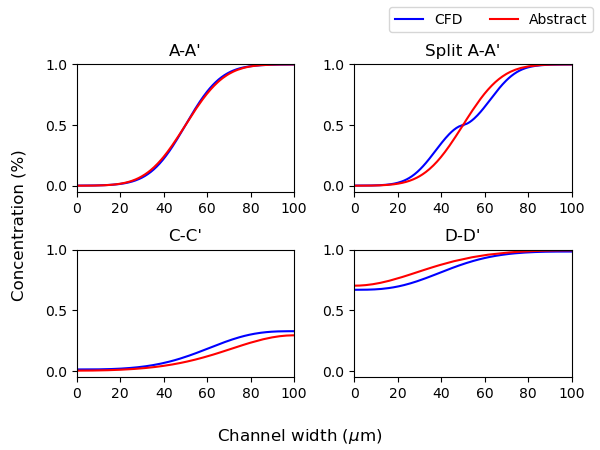 CFD Abstract
A-A' Split A-A'
1.0 1.0
0.5 0.5
0.0 0.0
0 20 40 60 80 100 0 20 40 60 80 100
Concentration (%)
C-C' D-D'
1.0 1.0
0.5 0.5
0.0 0.0
0 20 40 60 80 100 0 20 40 60 80 100
Channel width (μm)